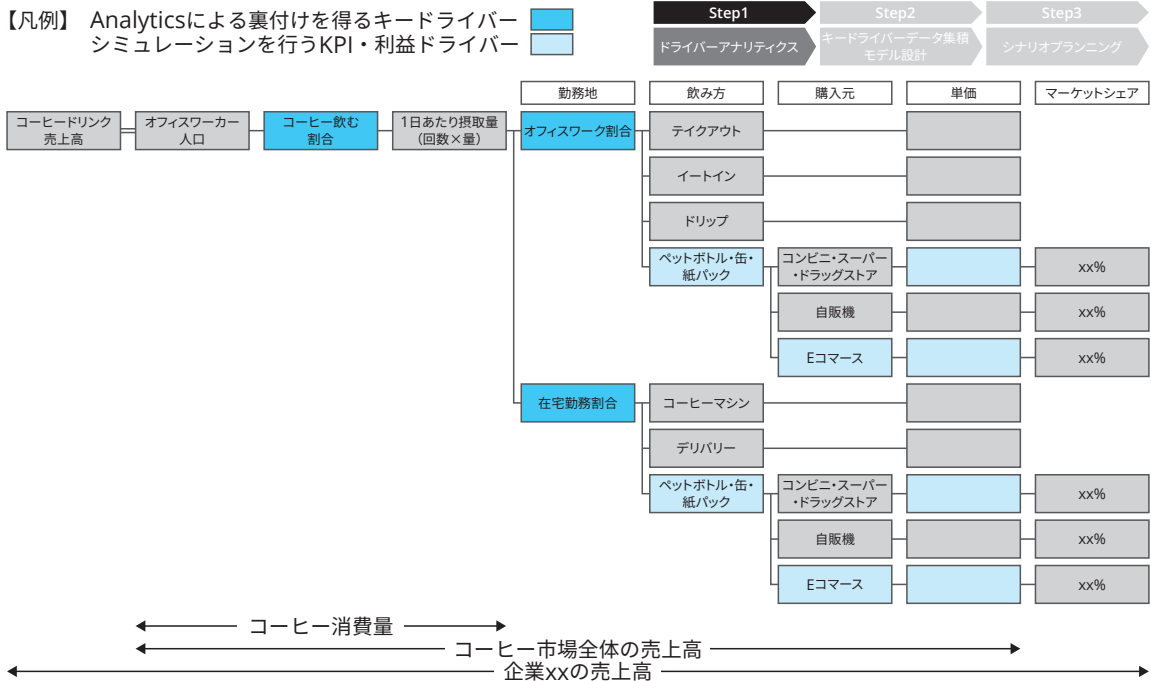 【凡例】 Analyticsによる裏付けを得るキードライバー
シミュレーションを行うKPI・利益ドライバー
Step1
Step2
Step3
ドライバーアナリティクス
キードライバーデータ集積
モデル設計
シナリオプランニング
勤務地
飲み方
購入元
単価
マーケットシェア
コーヒードリンク
売上高
オフィスワーカー
人口
コーヒー飲む
割合
1日あたり摂取量
（回数×量）
オフィスワーク割合
テイクアウト
イートイン
ドリップ
ペットボトル・缶・
紙パック
コンビニ・スーパー
・ドラッグストア
xx%
自販機
xx%
Eコマース
xx%
在宅勤務割合
コーヒーマシン
デリバリー
ペットボトル・缶・
紙パック
コンビニ・スーパー
・ドラッグストア
xx%
自販機
xx%
Eコマース
xx%
コーヒー消費量
コーヒー市場全体の売上高
企業xxの売上高